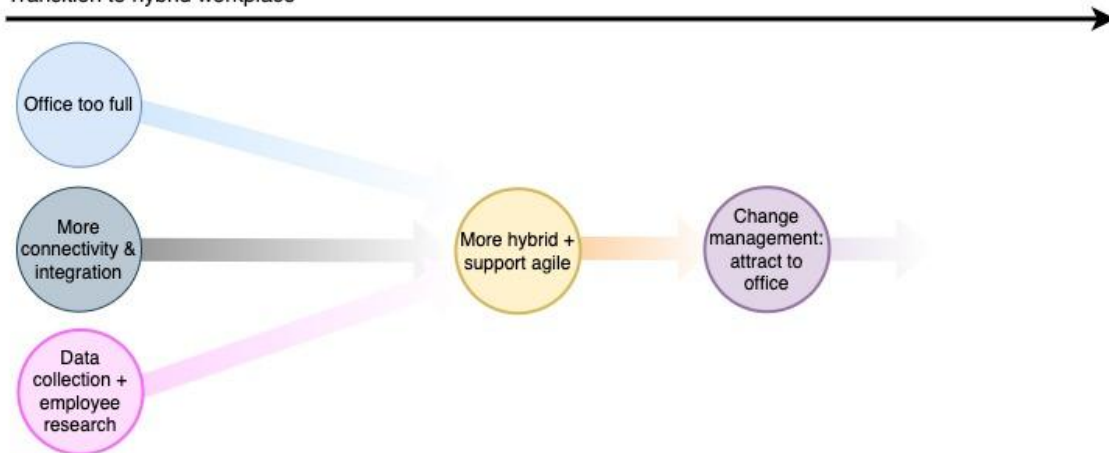 Transition to hybrid workplace
Office too full
More
connectivity &
integration
Data
collection +
employee
research
More hybrid +
support agile
Change
management:
attract to
office